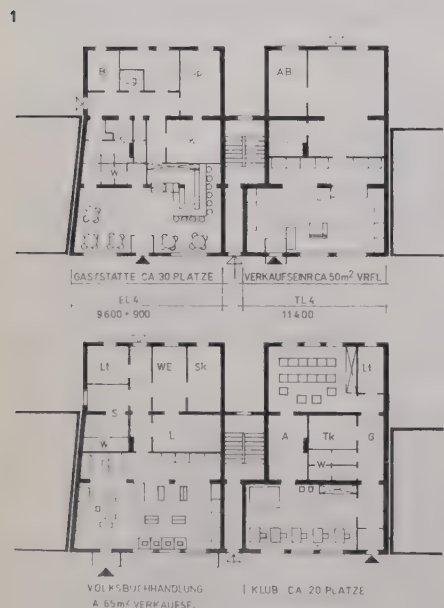 1
B
AB
K
W
GASTSTÄTTE CA 30 PLÄTZE
VERKAUFSEINR CA 50m² VRFL
EL 4
TL 4
9600 + 900
11400
Lt
WE
Sk
Lt
S
L
A
Tk
G
W
W
VOLKSBUCHHANDLUNG
KLUB CA 20 PLÄTZE
A 65m² VERKAUFSF.